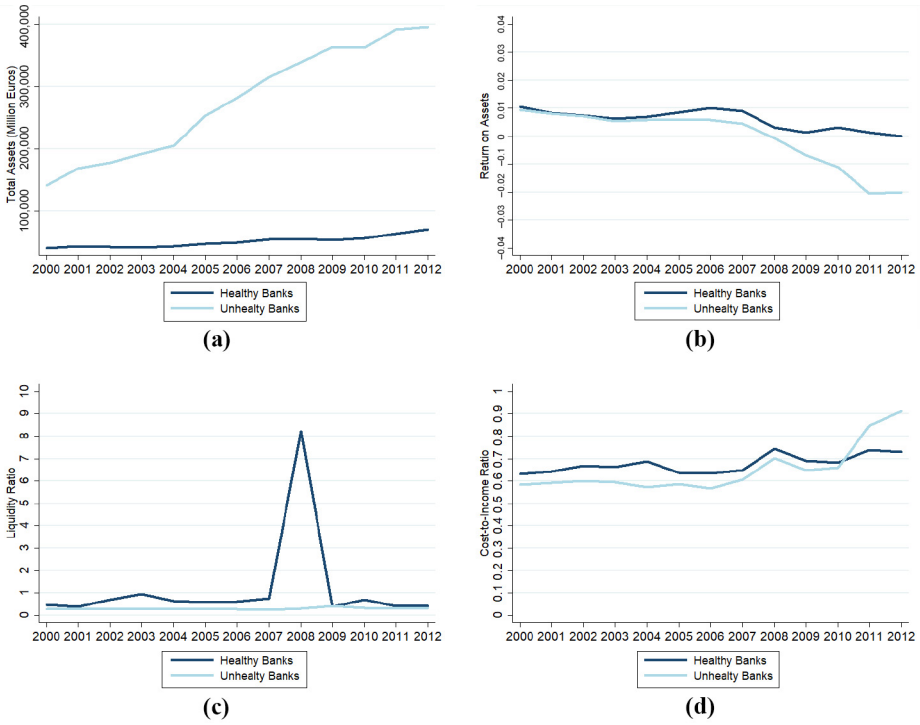 Total Assets (Million Euros)
400,000
300,000
200,000
100,000
2000 2001 2002 2003 2004 2005 2006 2007 2008 2009 2010 2011 2012
Healthy Banks
Unhealty Banks
(a)
Return on Assets
0.04
0.03
0.02
0.01
0
−0.1
−0.02
−0.03
−0.04
2000 2001 2002 2003 2004 2005 2006 2007 2008 2009 2010 2011 2012
Healthy Banks
Unhealty Banks
(b)
Liquidity Ratio
10
9
8
7
6
5
4
3
2
1
0
2000 2001 2002 2003 2004 2005 2006 2007 2008 2009 2010 2011 2012
Healthy Banks
Unhealty Banks
(c)
Cost-to-Income Ratio
1
0.9
0.8
0.7
0.6
0.5
0.4
0.3
0.2
0.1
0
2000 2001 2002 2003 2004 2005 2006 2007 2008 2009 2010 2011 2012
Healthy Banks
Unhealty Banks
(d)